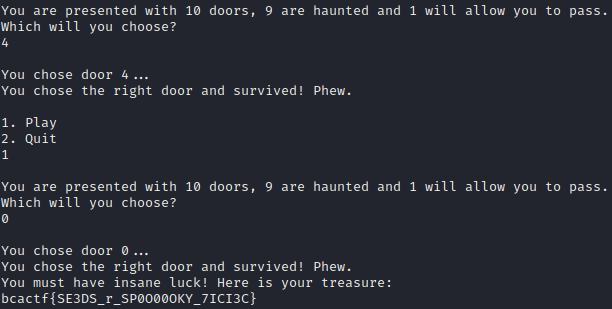 You are presented with 10 doors, 9 are haunted and 1 will allow you to pass.
Which will you choose?
4
You chose door 4...
You chose the right door and survived! Phew.
1. Play
2. Quit
1
You are presented with 10 doors, 9 are haunted and 1 will allow you to pass.
Which will you choose?
0
You chose door 0...
You chose the right door and survived! Phew.
You must have insane luck! Here is your treasure:
bcactf{SE3DS_r_SP0O00OKY_7ICI3C}